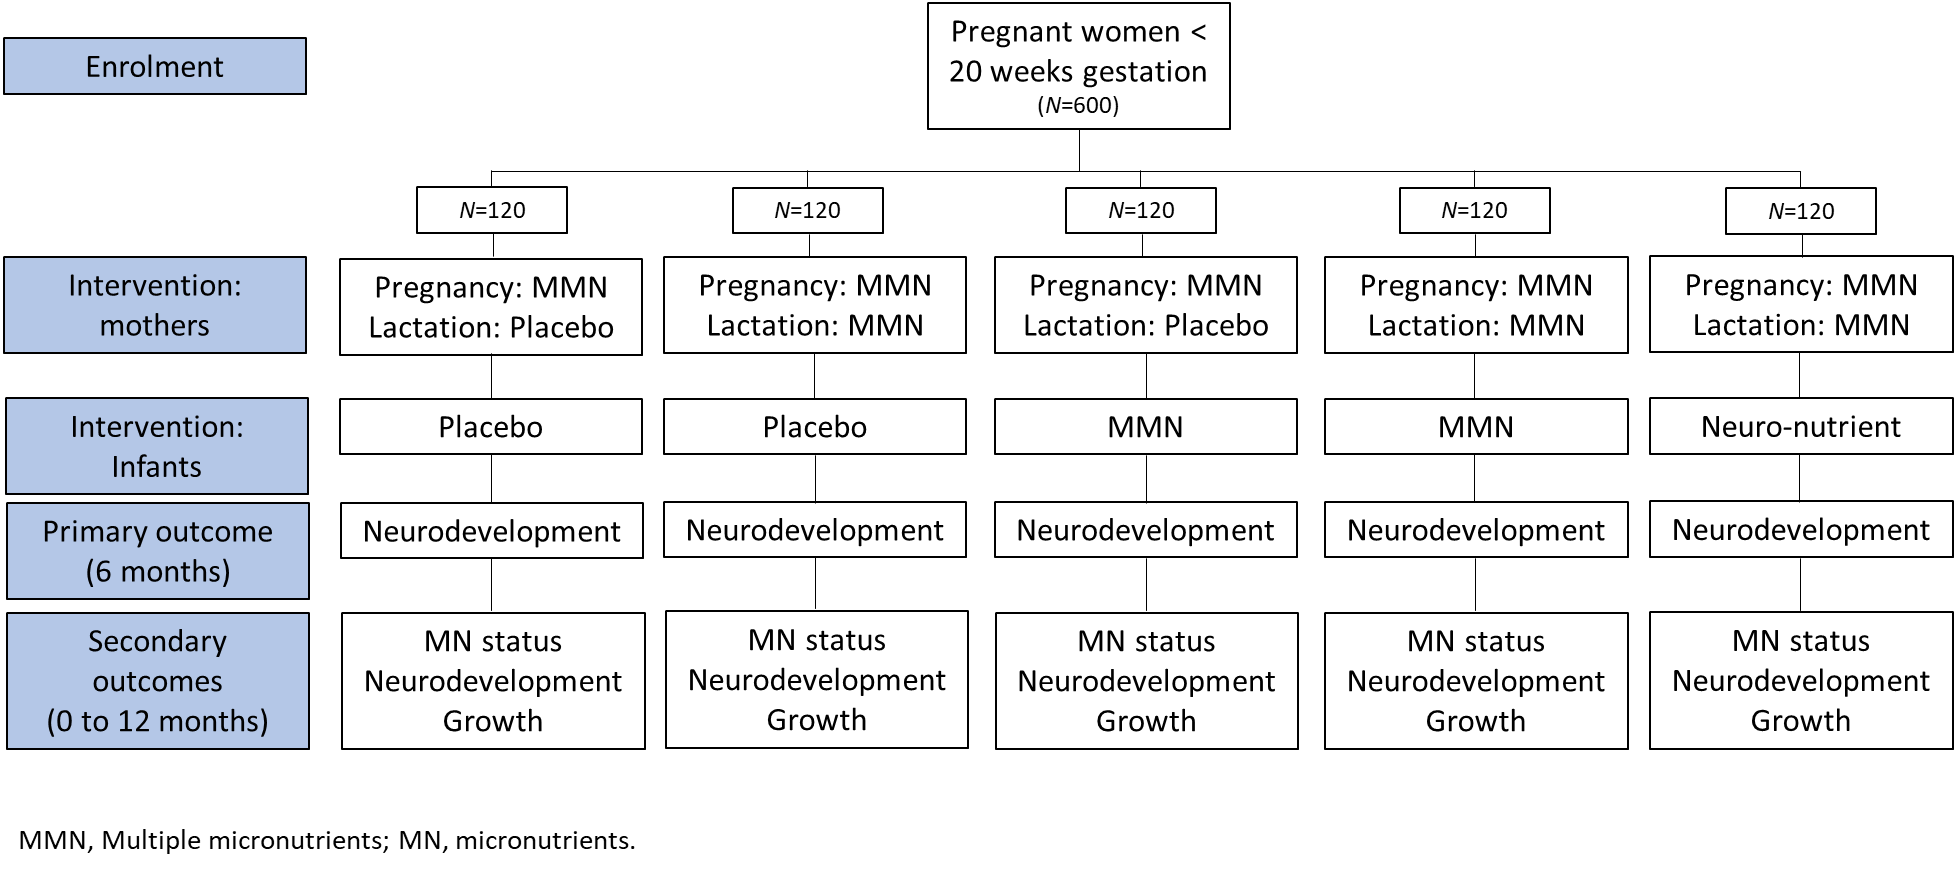 Enrolment
Pregnant women <
20 weeks gestation
(N=600)
N=120
N=120
N=120
N=120
N=120
Intervention:
mothers
Pregnancy: MMN
Lactation: Placebo
Pregnancy: MMN
Lactation: MMN
Pregnancy: MMN
Lactation: Placebo
Pregnancy: MMN
Lactation: MMN
Pregnancy: MMN
Lactation: MMN
Intervention:
Infants
Placebo
Placebo
MMN
MMN
Neuro-nutrient
Primary outcome
(6 months)
Neurodevelopment
Neurodevelopment
Neurodevelopment
Neurodevelopment
Neurodevelopment
Secondary
outcomes
(0 to 12 months)
MN status
Neurodevelopment
Growth
MN status
Neurodevelopment
Growth
MN status
Neurodevelopment
Growth
MN status
Neurodevelopment
Growth
MN status
Neurodevelopment
Growth
MMN, Multiple micronutrients; MN, micronutrients.